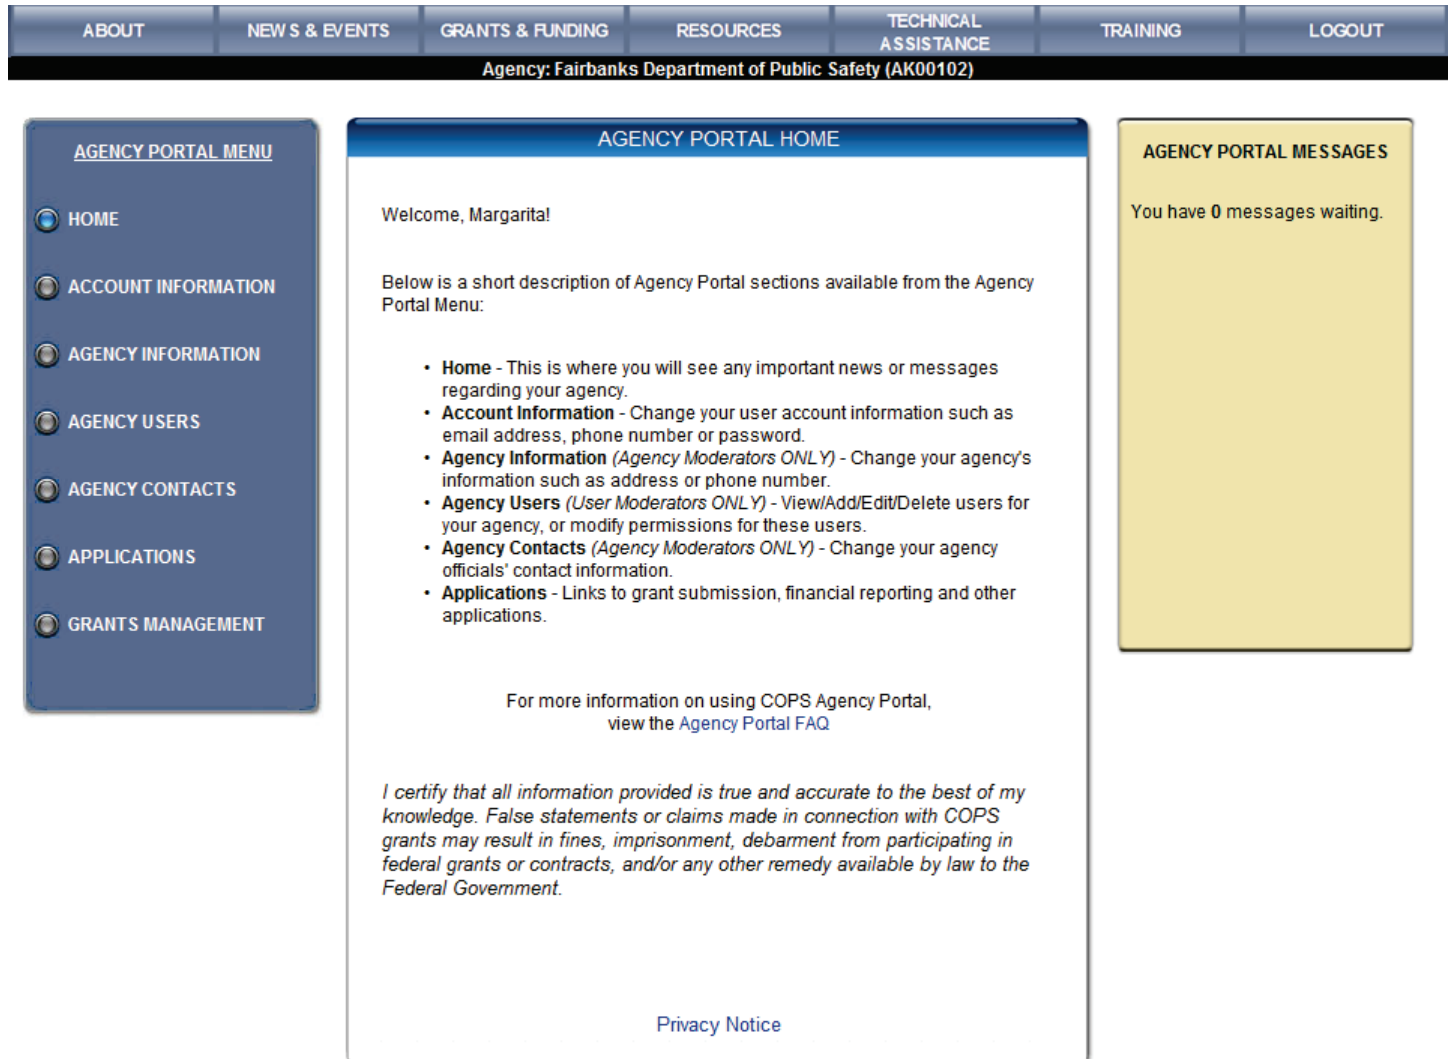 ABOUT
NEWS & EVENTS
GRANTS & FUNDING
RESOURCES
TECHNICAL
ASSISTANCE
TRAINING
LOGOUT
Agency: Fairbanks Department of Public Safety (AK00102)
AGENCY PORTAL MENU
HOME
ACCOUNT INFORMATION
AGENCY INFORMATION
AGENCY USERS
AGENCY CONTACTS
APPLICATIONS
GRANTS MANAGEMENT
AGENCY PORTAL HOME
Welcome, Margarita!
Below is a short description of Agency Portal sections available from the Agency
Portal Menu:
• Home - This is where you will see any important news or messages
regarding your agency.
• Account Information - Change your user account information such as
email address, phone number or password.
• Agency Information (Agency Moderators ONLY) - Change your agency's
information such as address or phone number.
• Agency Users (User Moderators ONLY) - View/Add/Edit/Delete users for
your agency, or modify permissions for these users.
• Agency Contacts (Agency Moderators ONLY) - Change your agency
officials' contact information.
• Applications - Links to grant submission, financial reporting and other
applications.
For more information on using COPS Agency Portal,
view the Agency Portal FAQ
I certify that all information provided is true and accurate to the best of my
knowledge. False statements or claims made in connection with COPS
grants may result in fines, imprisonment, debarment from participating in
federal grants or contracts, and/or any other remedy available by law to the
Federal Government.
Privacy Notice
AGENCY PORTAL MESSAGES
You have 0 messages waiting.